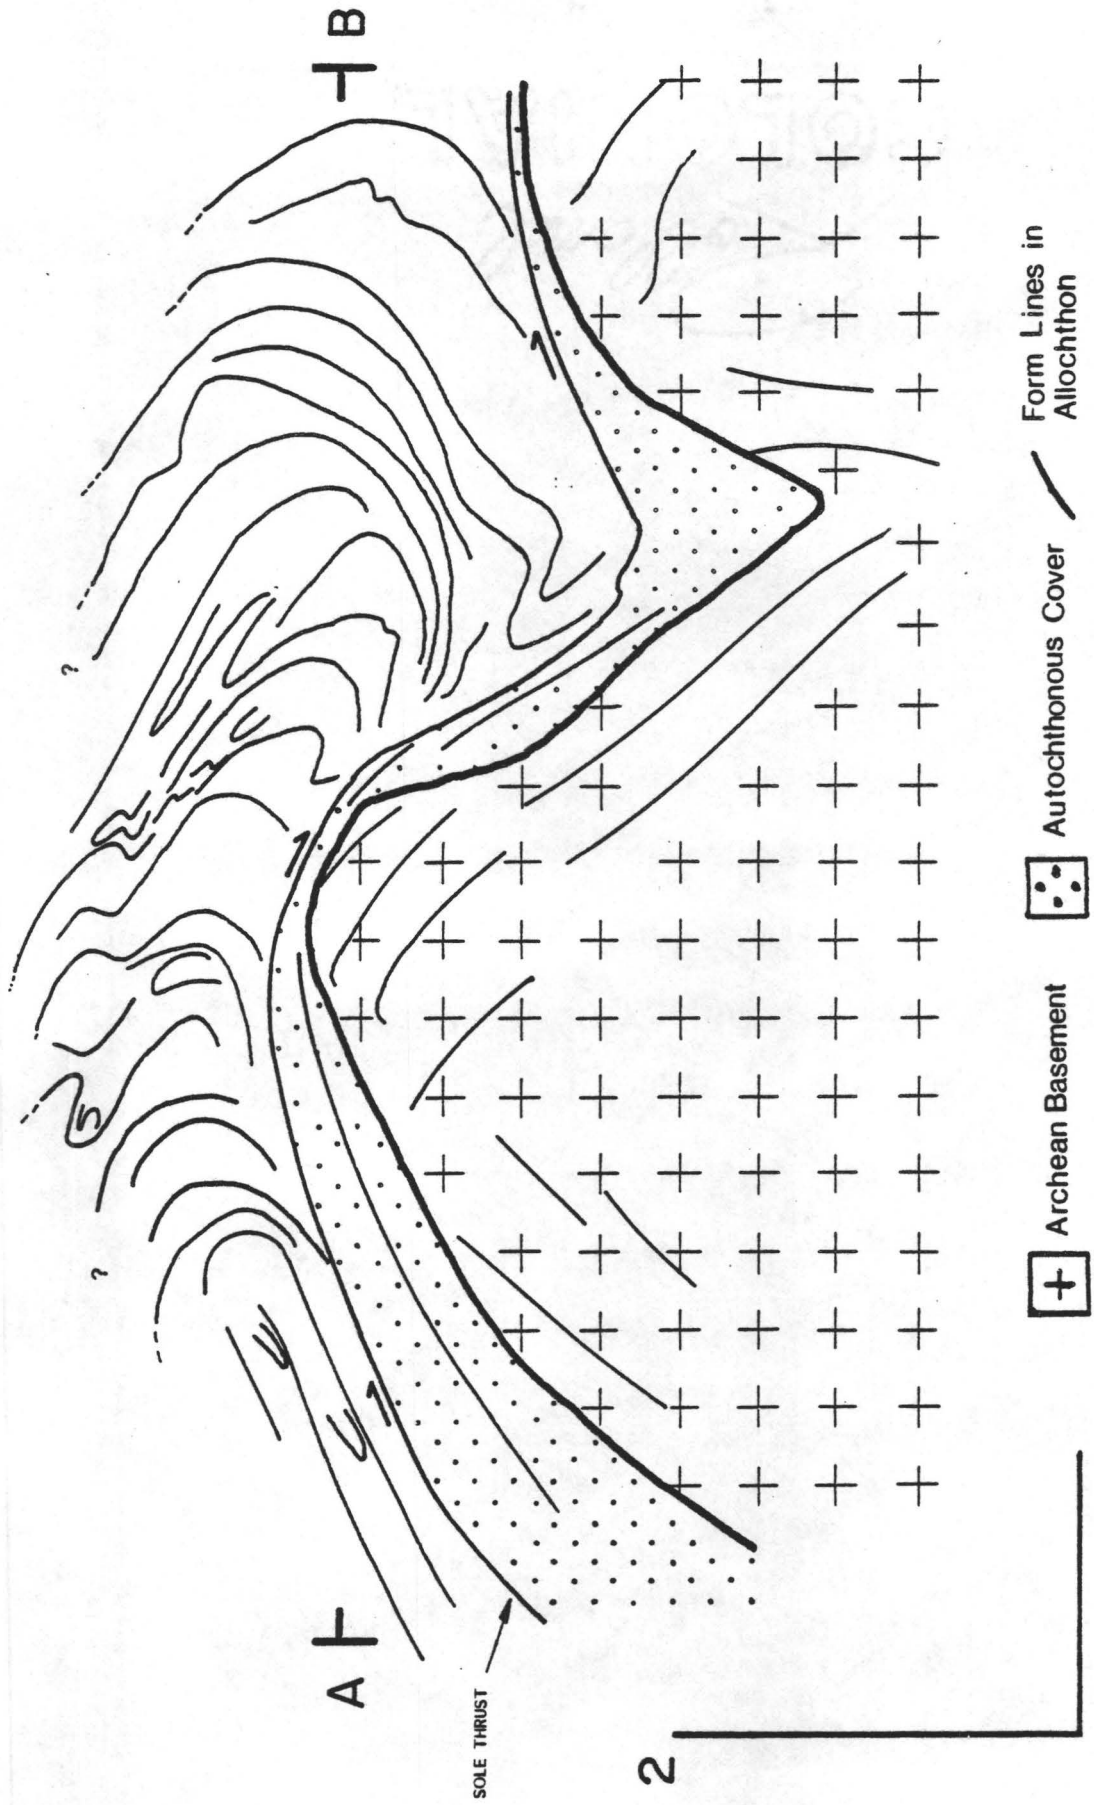 A
B
?
?
SOLE THRUST
2
Archean Basement
Autochthonous Cover
Form Lines in
Allochthon